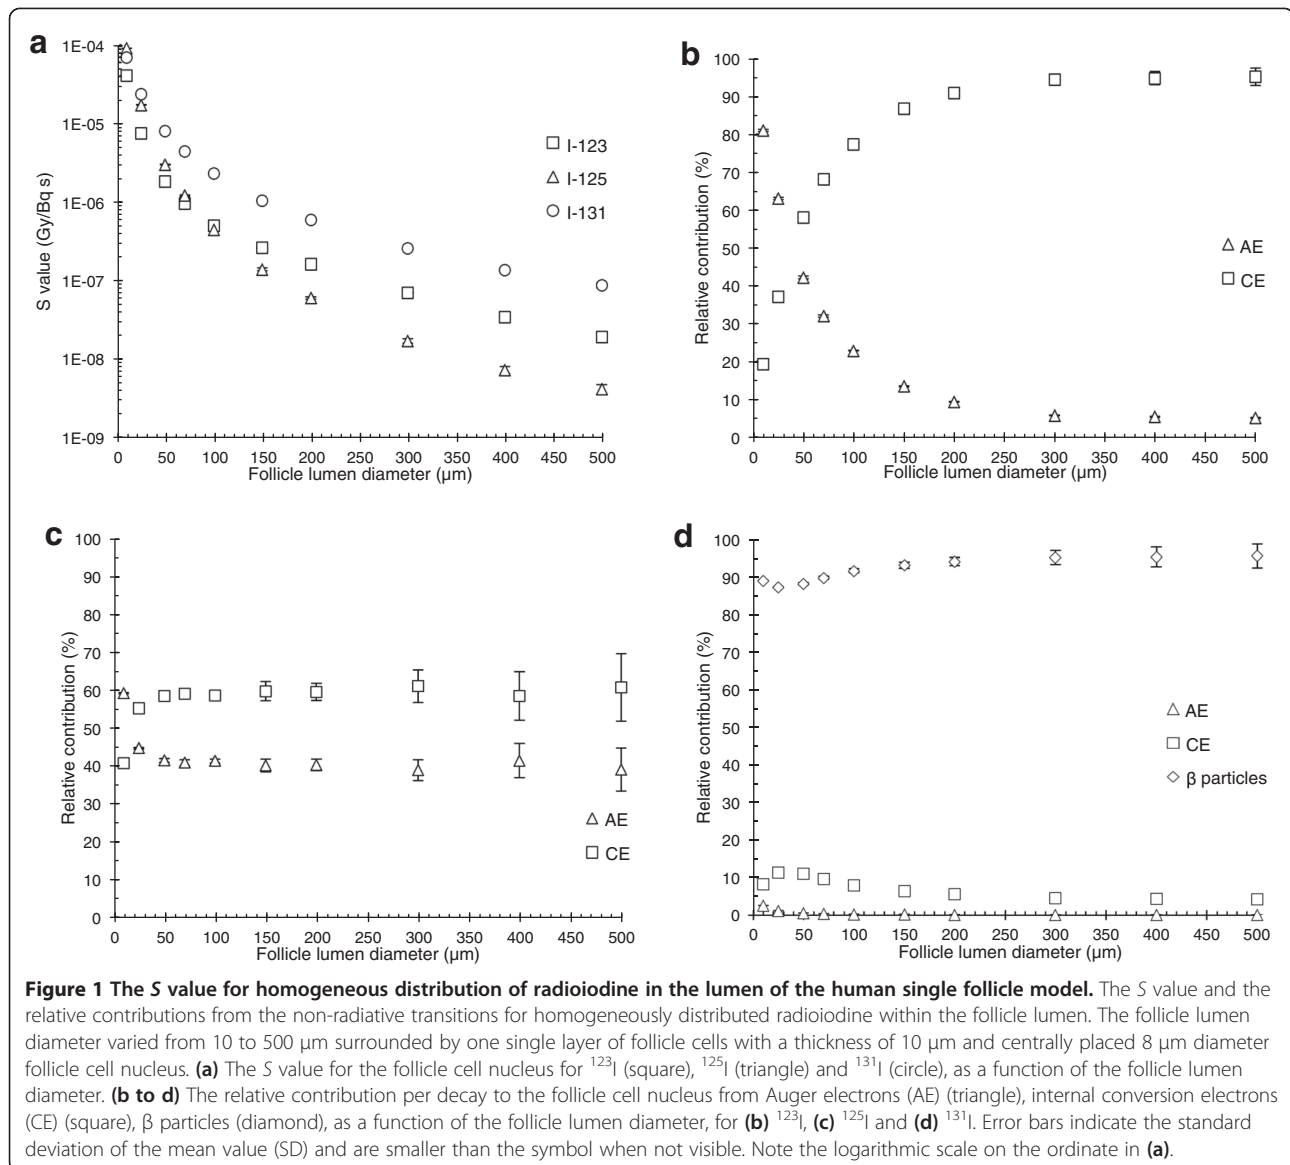 a
1E-04
1E-05
1E-06
1E-07
1E-08
1E-09
S value (Gy/Bq s)
I-123
I-125
I-131
0 50 100 150 200 250 300 350 400 450 500
Follicle lumen diameter (µm)
b
100
90
80
70
60
50
40
30
20
10
0
Relative contribution (%)
AE
CE
0 50 100 150 200 250 300 350 400 450 500
Follicle lumen diameter (µm)
c
100
90
80
70
60
50
40
30
20
10
0
Relative contribution (%)
AE
CE
0 50 100 150 200 250 300 350 400 450 500
Follicle lumen diameter (µm)
d
100
90
80
70
60
50
40
30
20
10
0
Relative contribution (%)
AE
CE
β particles
0 50 100 150 200 250 300 350 400 450 500
Follicle lumen diameter (µm)
Figure 1 The S value for homogeneous distribution of radioiodine in the lumen of the human single follicle model. The S value and the
relative contributions from the non-radiative transitions for homogeneously distributed radioiodine within the follicle lumen. The follicle lumen
diameter varied from 10 to 500 µm surrounded by one single layer of follicle cells with a thickness of 10 µm and centrally placed 8 µm diameter
follicle cell nucleus. (a) The S value for the follicle cell nucleus for ¹²³I (square), ¹²⁵I (triangle) and ¹³¹I (circle), as a function of the follicle lumen
diameter. (b to d) The relative contribution per decay to the follicle cell nucleus from Auger electrons (AE) (triangle), internal conversion electrons
(CE) (square), β particles (diamond), as a function of the follicle lumen diameter, for (b) ¹²³I, (c) ¹²⁵I and (d) ¹³¹I. Error bars indicate the standard
deviation of the mean value (SD) and are smaller than the symbol when not visible. Note the logarithmic scale on the ordinate in (a).